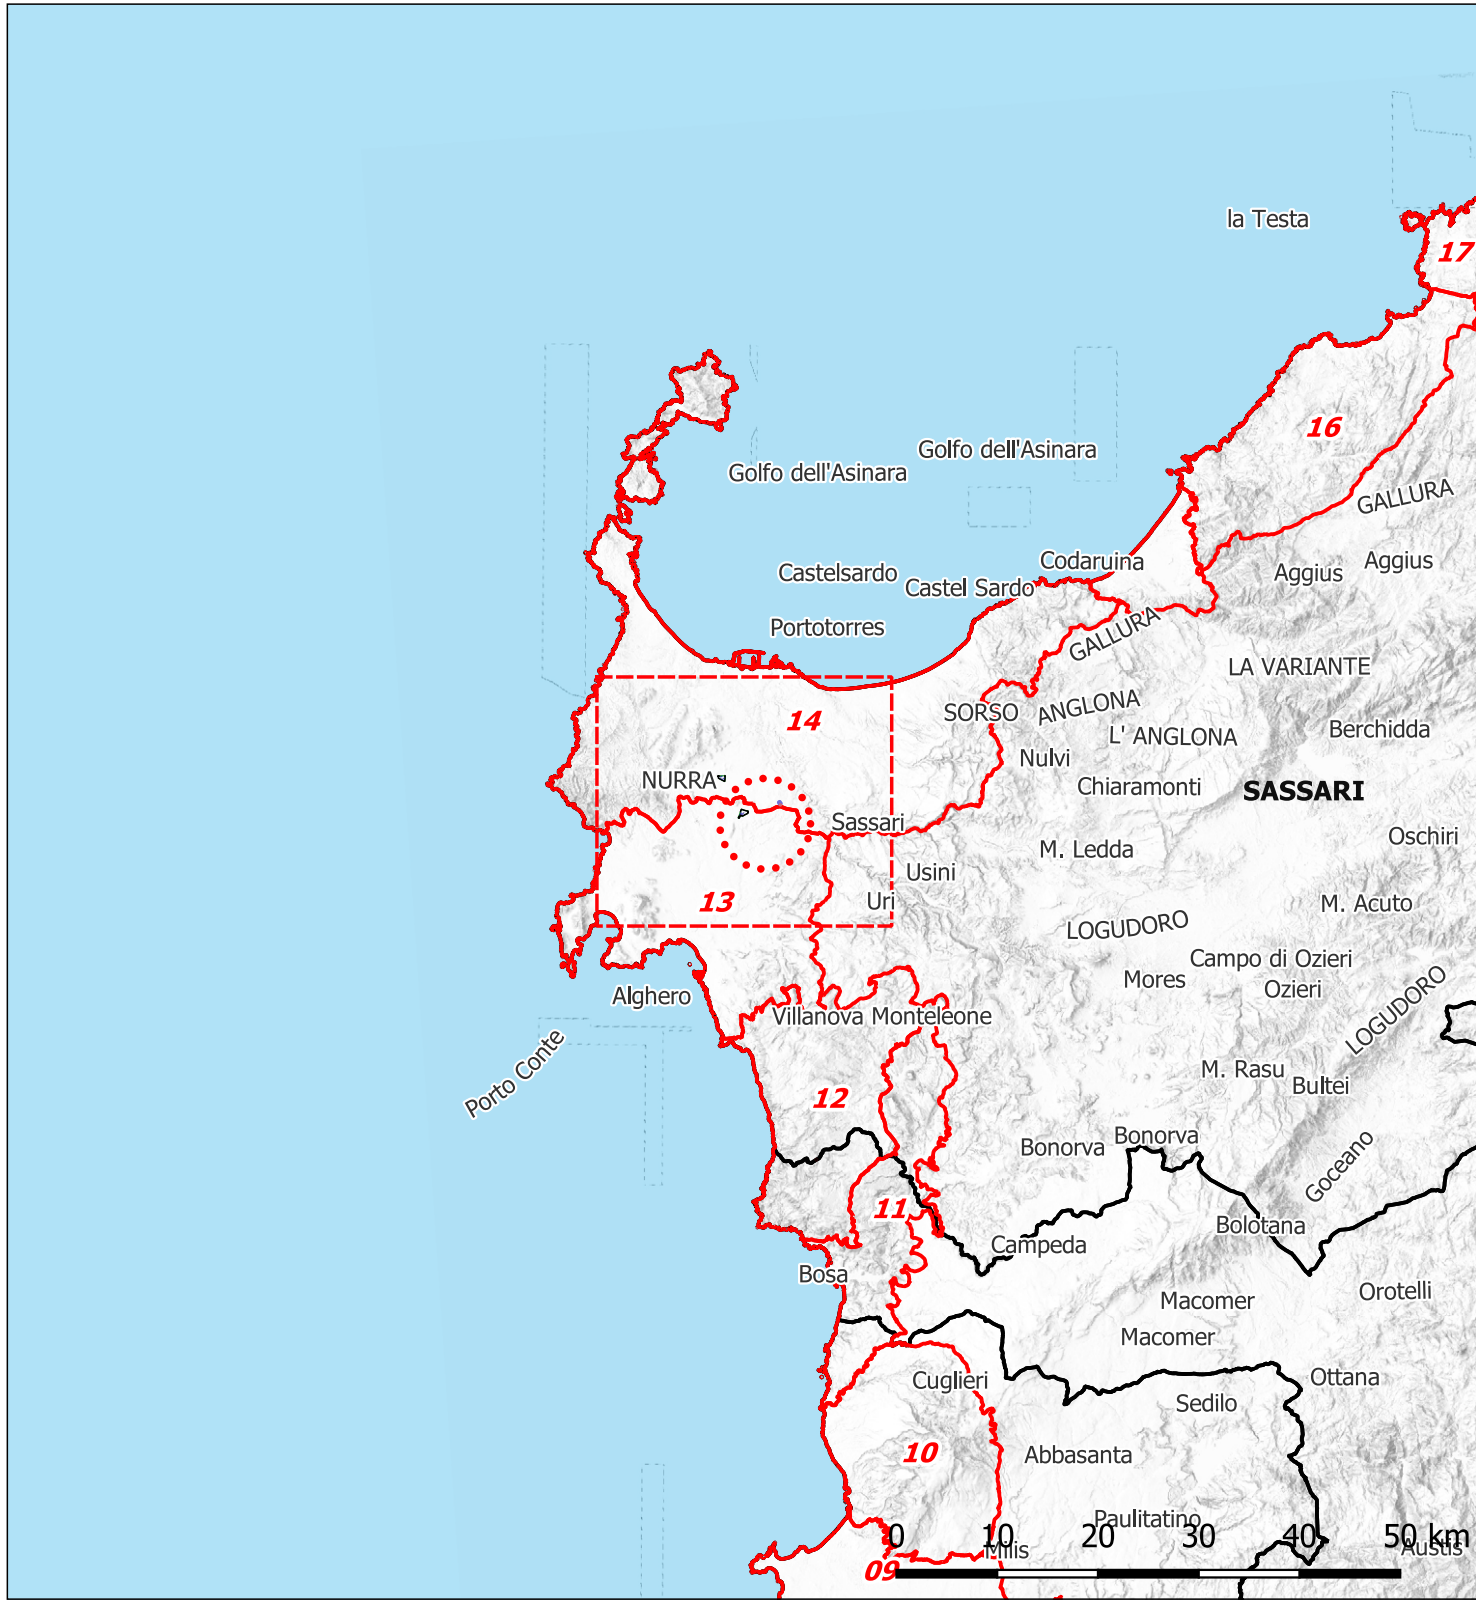 la Testa
17
16
Golfo dell'Asinara
Golfo dell'Asinara
GALLURA
Codaruina
Aggius
Aggius
Castelsardo
Castel Sardo
Portotorres
GALLURA
LA VARIANTE
SORSO
ANGLONA
14
L' ANGLONA
Berchidda
Nulvi
NURRA
Chiaramonti
SASSARI
Sassari
Oschiri
M. Ledda
Usini
13
Uri
M. Acuto
LOGUDORO
Campo di Ozieri
Mores
Ozieri
Alghero
LOGUDORO
Villanova Monteleone
Porto Conte
M. Rasu
Bultei
12
Bonorva
Bonorva
Goceano
11
Bolotana
Campeda
Bosa
Orotelli
Macomer
Macomer
Cuglieri
Ottana
Sedilo
10
Abbasanta
Paulitatino
0 10 20 30 40 50 km
Milis
Austis
09